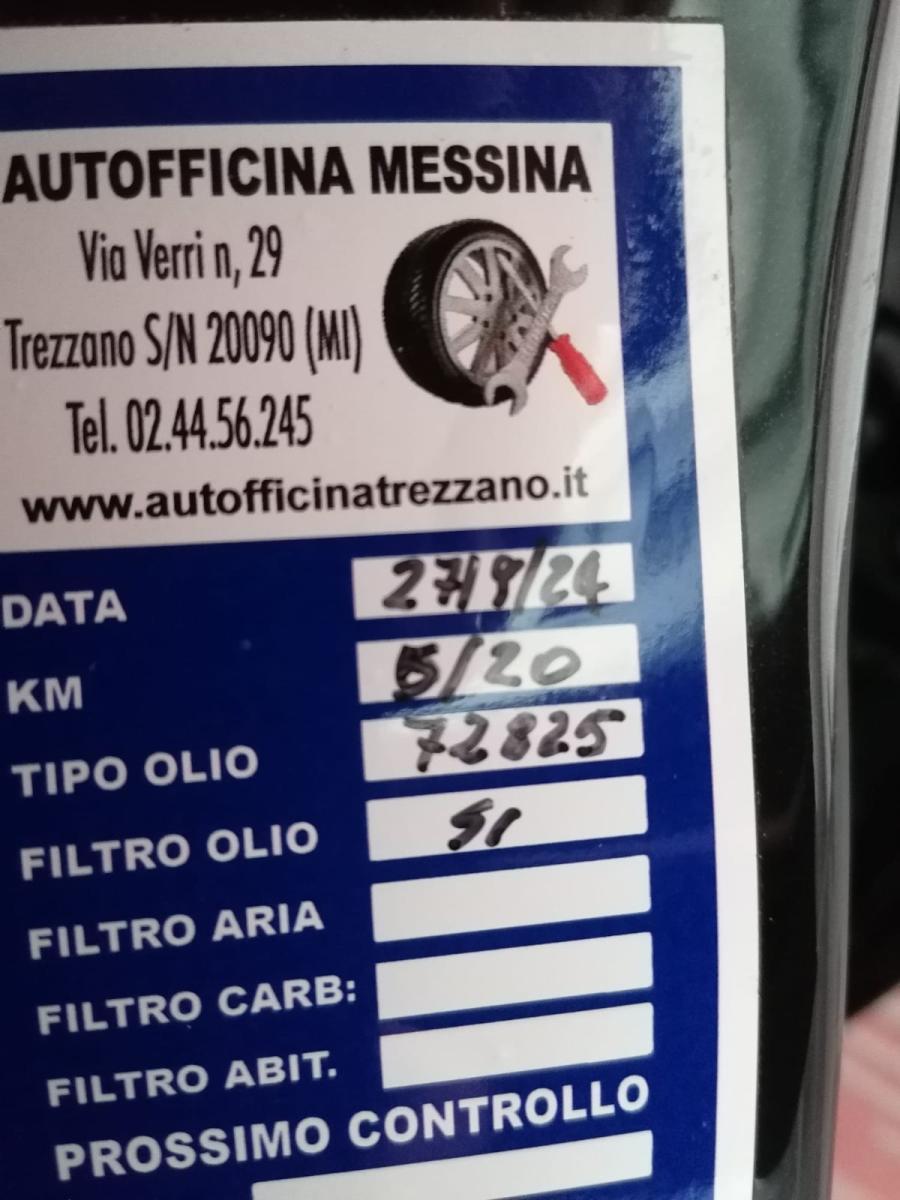 AUTOFFICINA MESSINA
Via Verri n, 29
Trezzano S/N 20090 (MI)
Tel. 02.44.56.245
www.autofficinatrezzano.it
DATA 27/9/24
KM 5/20
TIPO OLIO 72825
FILTRO OLIO SI
FILTRO ARIA
FILTRO CARB:
FILTRO ABIT.
PROSSIMO CONTROLLO